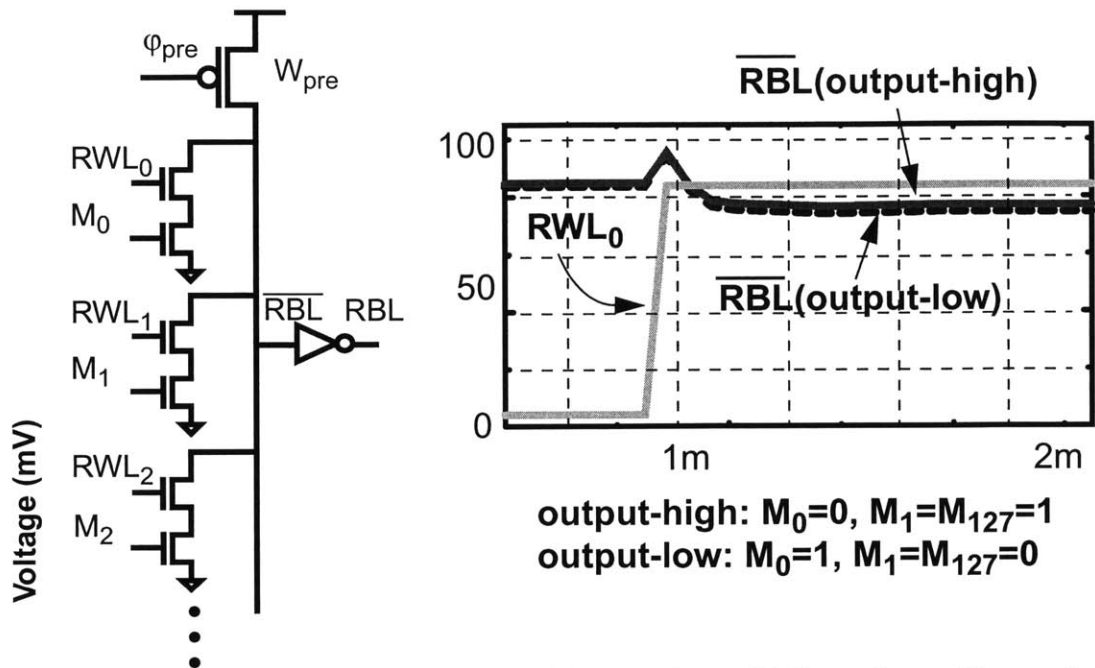 φpre
Wpre
RWL0
M0
RWL1
M1
RBL RBL
RWL2
M2
Voltage (mV)
RBL(output-high)
100
RWL0
50
RBL(output-low)
0
1m 2m
output-high: M0=0, M1=M127=1
output-low: M0=1, M1=M127=0